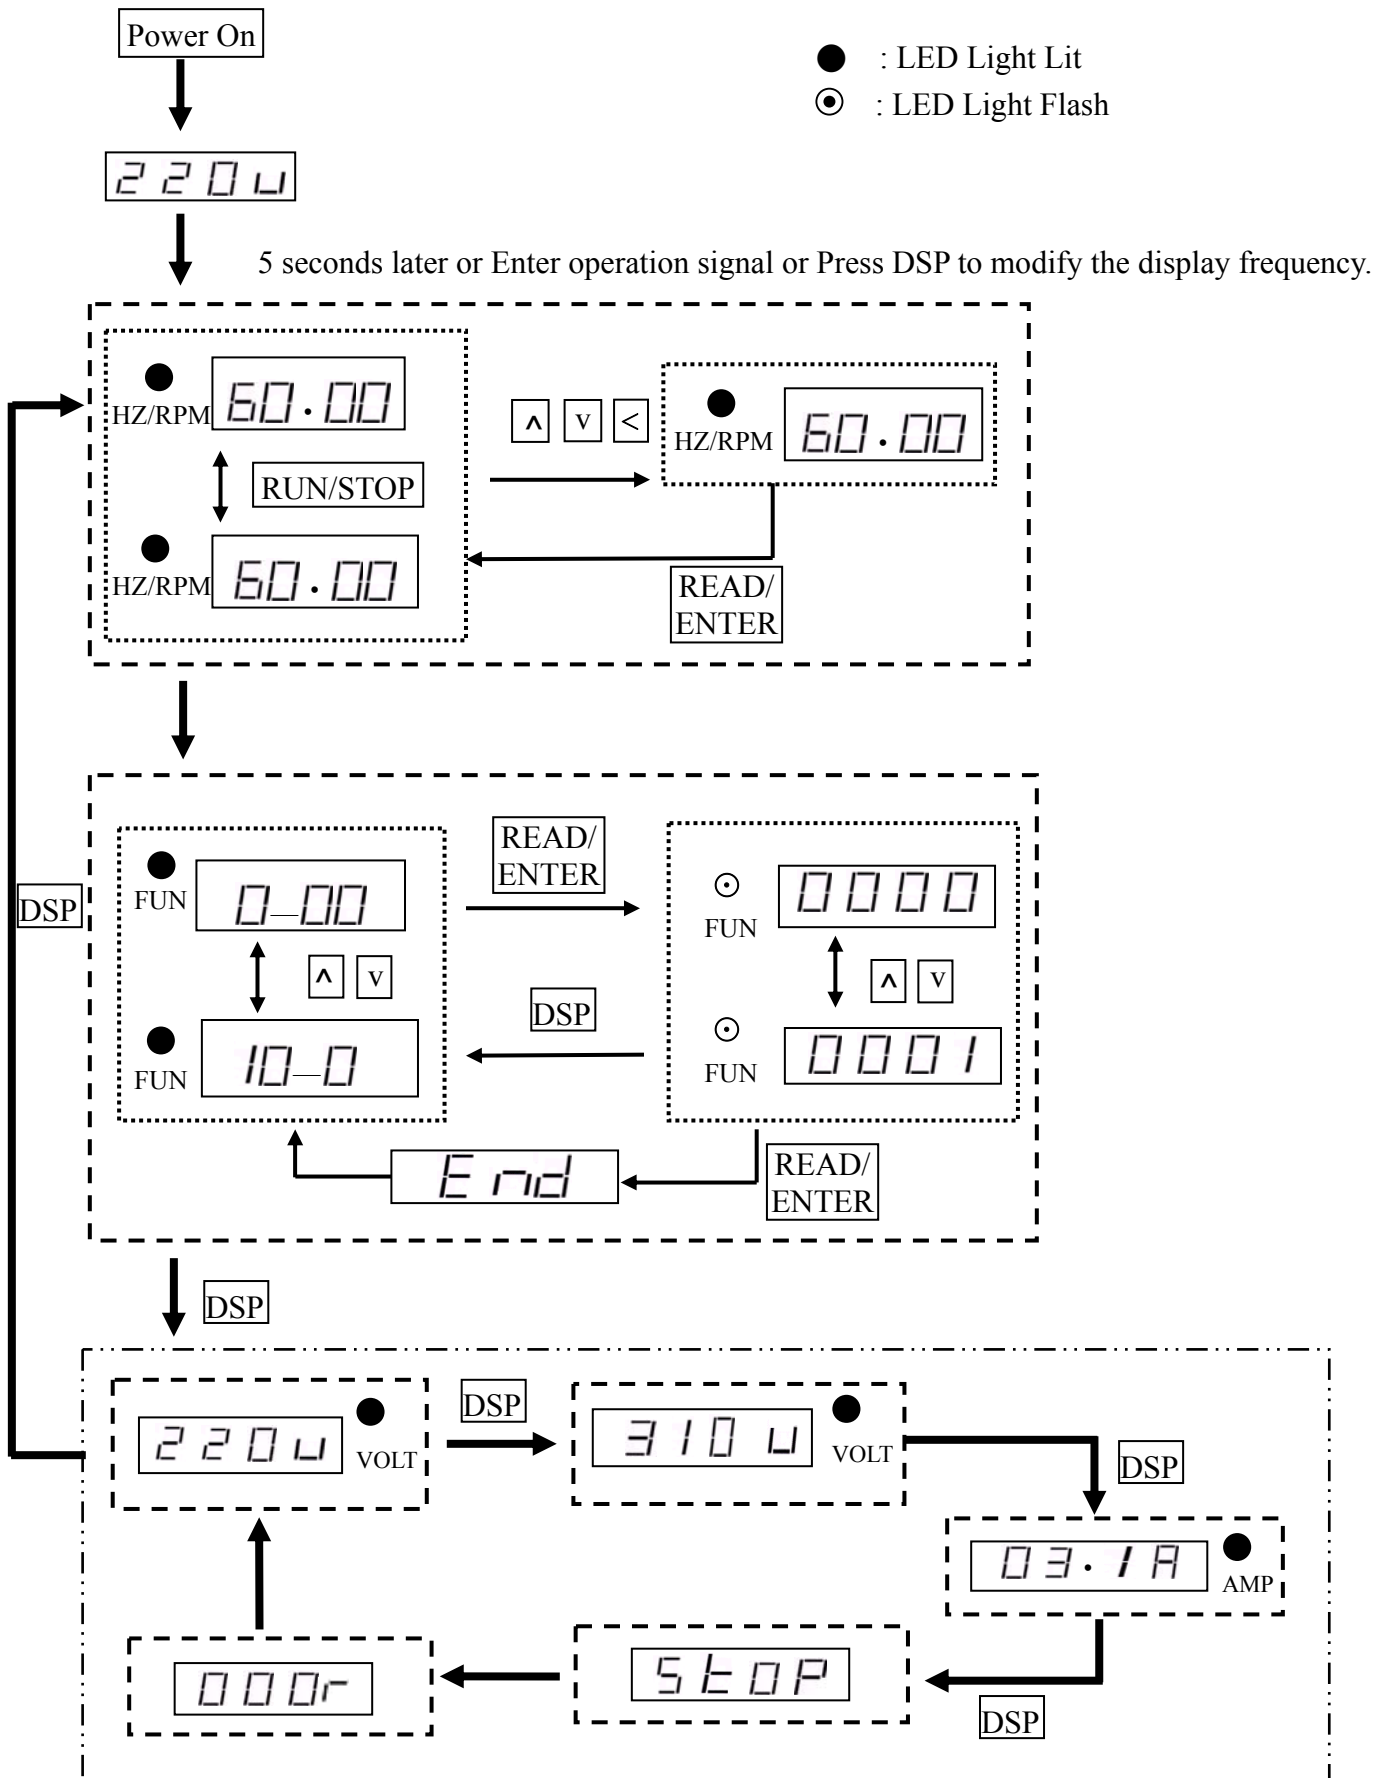 Power On
: LED Light Lit
: LED Light Flash
220u
5 seconds later or Enter operation signal or Press DSP to modify the display frequency.
HZ/RPM 60.00
RUN/STOP
HZ/RPM 60.00
^ v <
HZ/RPM 60.00
READ/
ENTER
DSP
FUN 0—00
^ v
FUN 10—0
READ/
ENTER
DSP
FUN 0000
^ v
FUN 0001
READ/
ENTER
End
DSP
220u VOLT
DSP
310u VOLT
DSP
03.1A AMP
DSP
StoP
000r